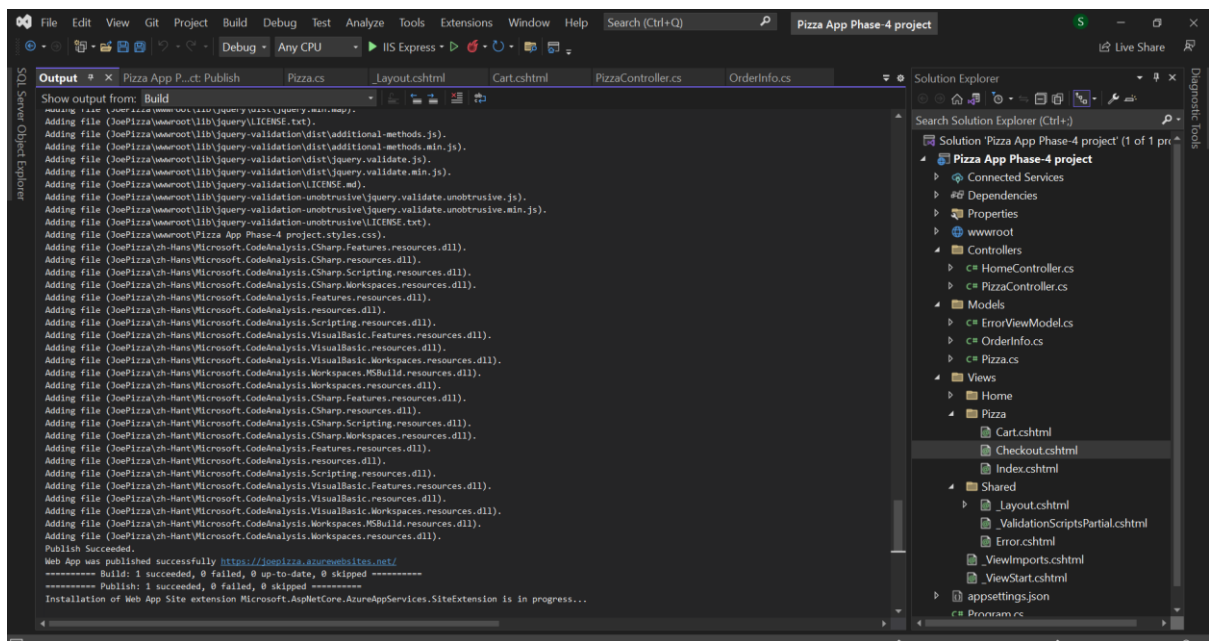 File Edit View Git Project Build Debug Test Analyze Tools Extensions Window Help Search (Ctrl+Q) Pizza App Phase-4 project S
Debug Any CPU IIS Express Live Share
SQL Server Object Explorer
Output Pizza App P...ct: Publish Pizza.cs _Layout.cshtml Cart.cshtml PizzaController.cs OrderInfo.cs
Show output from: Build
Adding file (JoePizza\wwwroot\lib\jquery\dist\jquery.min.map).
Adding file (JoePizza\wwwroot\lib\jquery\LICENSE.txt).
Adding file (JoePizza\wwwroot\lib\jquery-validation\dist\additional-methods.js).
Adding file (JoePizza\wwwroot\lib\jquery-validation\dist\additional-methods.min.js).
Adding file (JoePizza\wwwroot\lib\jquery-validation\dist\jquery.validate.js).
Adding file (JoePizza\wwwroot\lib\jquery-validation\dist\jquery.validate.min.js).
Adding file (JoePizza\wwwroot\lib\jquery-validation\LICENSE.md).
Adding file (JoePizza\wwwroot\lib\jquery-validation-unobtrusive\jquery.validate.unobtrusive.js).
Adding file (JoePizza\wwwroot\lib\jquery-validation-unobtrusive\jquery.validate.unobtrusive.min.js).
Adding file (JoePizza\wwwroot\lib\jquery-validation-unobtrusive\LICENSE.txt).
Adding file (JoePizza\wwwroot\Pizza App Phase-4 project.styles.css).
Adding file (JoePizza\zh-Hans\Microsoft.CodeAnalysis.CSharp.Features.resources.dll).
Adding file (JoePizza\zh-Hans\Microsoft.CodeAnalysis.CSharp.resources.dll).
Adding file (JoePizza\zh-Hans\Microsoft.CodeAnalysis.CSharp.Scripting.resources.dll).
Adding file (JoePizza\zh-Hans\Microsoft.CodeAnalysis.CSharp.Workspaces.resources.dll).
Adding file (JoePizza\zh-Hans\Microsoft.CodeAnalysis.Features.resources.dll).
Adding file (JoePizza\zh-Hans\Microsoft.CodeAnalysis.resources.dll).
Adding file (JoePizza\zh-Hans\Microsoft.CodeAnalysis.Scripting.resources.dll).
Adding file (JoePizza\zh-Hans\Microsoft.CodeAnalysis.VisualBasic.Features.resources.dll).
Adding file (JoePizza\zh-Hans\Microsoft.CodeAnalysis.VisualBasic.resources.dll).
Adding file (JoePizza\zh-Hans\Microsoft.CodeAnalysis.VisualBasic.Workspaces.resources.dll).
Adding file (JoePizza\zh-Hans\Microsoft.CodeAnalysis.Workspaces.MSBuild.resources.dll).
Adding file (JoePizza\zh-Hans\Microsoft.CodeAnalysis.Workspaces.resources.dll).
Adding file (JoePizza\zh-Hant\Microsoft.CodeAnalysis.CSharp.Features.resources.dll).
Adding file (JoePizza\zh-Hant\Microsoft.CodeAnalysis.CSharp.resources.dll).
Adding file (JoePizza\zh-Hant\Microsoft.CodeAnalysis.CSharp.Scripting.resources.dll).
Adding file (JoePizza\zh-Hant\Microsoft.CodeAnalysis.CSharp.Workspaces.resources.dll).
Adding file (JoePizza\zh-Hant\Microsoft.CodeAnalysis.Features.resources.dll).
Adding file (JoePizza\zh-Hant\Microsoft.CodeAnalysis.resources.dll).
Adding file (JoePizza\zh-Hant\Microsoft.CodeAnalysis.Scripting.resources.dll).
Adding file (JoePizza\zh-Hant\Microsoft.CodeAnalysis.VisualBasic.Features.resources.dll).
Adding file (JoePizza\zh-Hant\Microsoft.CodeAnalysis.VisualBasic.resources.dll).
Adding file (JoePizza\zh-Hant\Microsoft.CodeAnalysis.VisualBasic.Workspaces.resources.dll).
Adding file (JoePizza\zh-Hant\Microsoft.CodeAnalysis.Workspaces.MSBuild.resources.dll).
Adding file (JoePizza\zh-Hant\Microsoft.CodeAnalysis.Workspaces.resources.dll).
Publish Succeeded.
Web App was published successfully https://joepizza.azurewebsites.net/
========== Build: 1 succeeded, 0 failed, 0 up-to-date, 0 skipped ==========
========== Publish: 1 succeeded, 0 failed, 0 skipped ==========
Installation of Web App Site extension Microsoft.AspNetCore.AzureAppServices.SiteExtension is in progress...
Solution Explorer
Search Solution Explorer (Ctrl+;)
Solution 'Pizza App Phase-4 project' (1 of 1 pro
Pizza App Phase-4 project
Connected Services
Dependencies
Properties
wwwroot
Controllers
C# HomeController.cs
C# PizzaController.cs
Models
C# ErrorViewModel.cs
C# OrderInfo.cs
C# Pizza.cs
Views
Home
Pizza
Cart.cshtml
Checkout.cshtml
Index.cshtml
Shared
_Layout.cshtml
_ValidationScriptsPartial.cshtml
Error.cshtml
_ViewImports.cshtml
_ViewStart.cshtml
appsettings.json
C# Program.cs
Diagnostic Tools